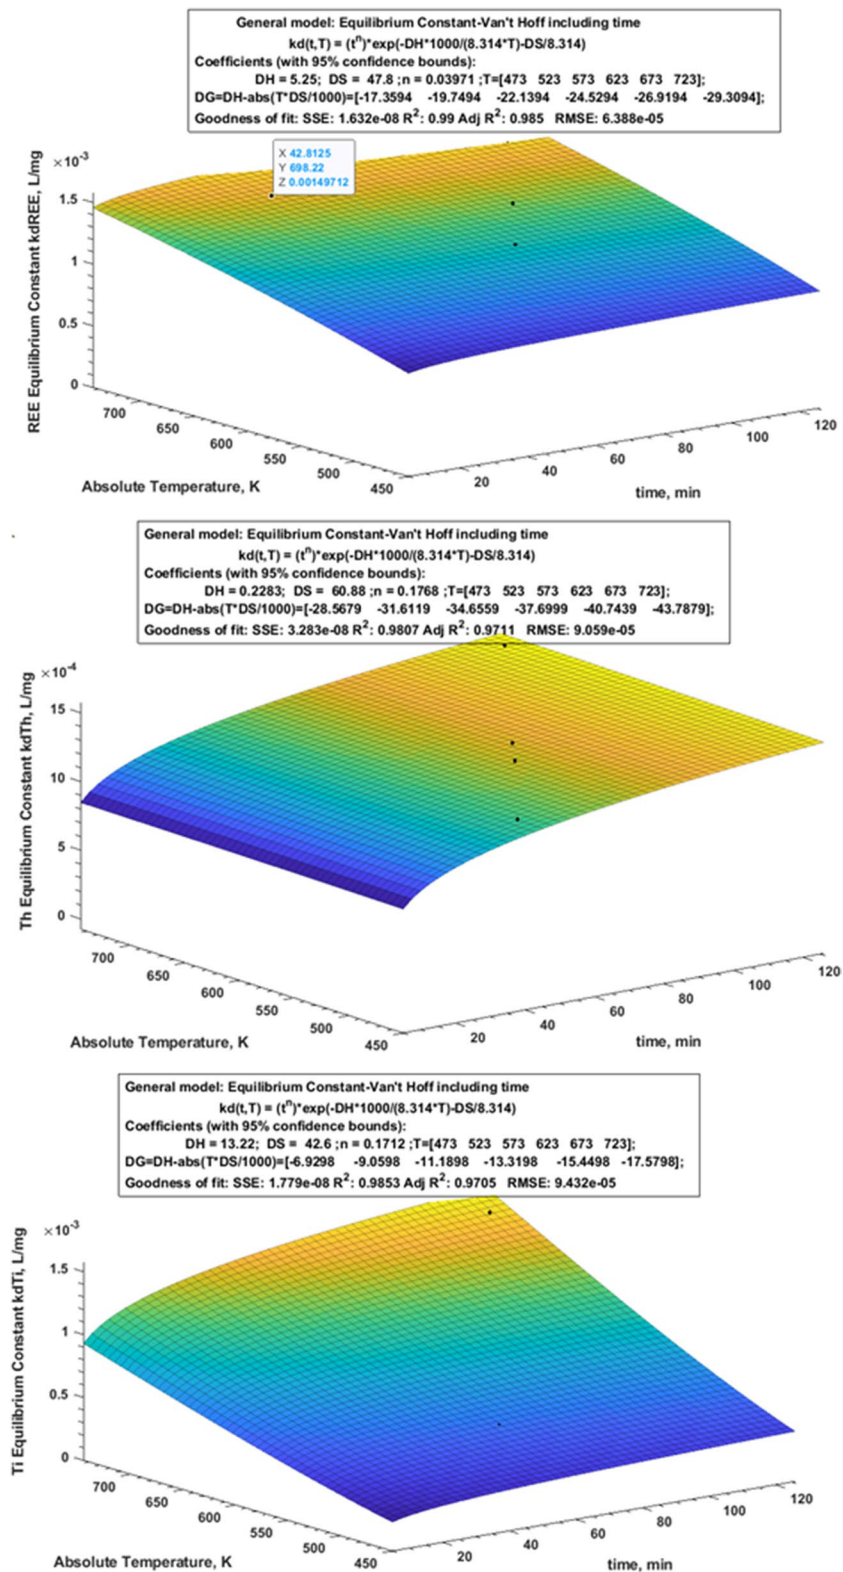 General model: Equilibrium Constant-Van't Hoff including time
kd(t,T) = (tⁿ)*exp(-DH*1000/(8.314*T)-DS/8.314)
Coefficients (with 95% confidence bounds):
DH = 5.25; DS = 47.8 ;n = 0.03971 ;T=[473 523 573 623 673 723];
DG=DH-abs(T*DS/1000)=[-17.3594 -19.7494 -22.1394 -24.5294 -26.9194 -29.3094];
Goodness of fit: SSE: 1.632e-08 R²: 0.99 Adj R²: 0.985 RMSE: 6.388e-05
X 42.8125
Y 698.22
Z 0.00149712
×10⁻³
1.5
1
0.5
0
REE Equilibrium Constant kdREE, L/mg
700
650
600
550
500
450
Absolute Temperature, K
20
40
60
80
100
120
time, min
General model: Equilibrium Constant-Van't Hoff including time
kd(t,T) = (tⁿ)*exp(-DH*1000/(8.314*T)-DS/8.314)
Coefficients (with 95% confidence bounds):
DH = 0.2283; DS = 60.88 ;n = 0.1768 ;T=[473 523 573 623 673 723];
DG=DH-abs(T*DS/1000)=[-28.5679 -31.6119 -34.6559 -37.6999 -40.7439 -43.7879];
Goodness of fit: SSE: 3.283e-08 R²: 0.9807 Adj R²: 0.9711 RMSE: 9.059e-05
×10⁻⁴
15
10
5
0
Th Equilibrium Constant kdTh, L/mg
700
650
600
550
500
450
Absolute Temperature, K
20
40
60
80
100
120
time, min
General model: Equilibrium Constant-Van't Hoff including time
kd(t,T) = (tⁿ)*exp(-DH*1000/(8.314*T)-DS/8.314)
Coefficients (with 95% confidence bounds):
DH = 13.22; DS = 42.6 ;n = 0.1712 ;T=[473 523 573 623 673 723];
DG=DH-abs(T*DS/1000)=[-6.9298 -9.0598 -11.1898 -13.3198 -15.4498 -17.5798];
Goodness of fit: SSE: 1.779e-08 R²: 0.9853 Adj R²: 0.9705 RMSE: 9.432e-05
×10⁻³
1.5
1
0.5
0
Ti Equilibrium Constant kdTi, L/mg
700
650
600
550
500
450
Absolute Temperature, K
20
40
60
80
100
120
time, min